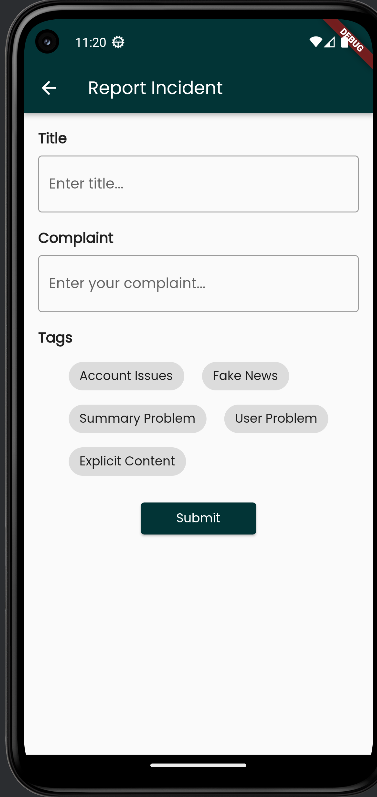 11:20
DEBUG
Report Incident
Title
Enter title...
Complaint
Enter your complaint...
Tags
Account Issues Fake News
Summary Problem User Problem
Explicit Content
Submit